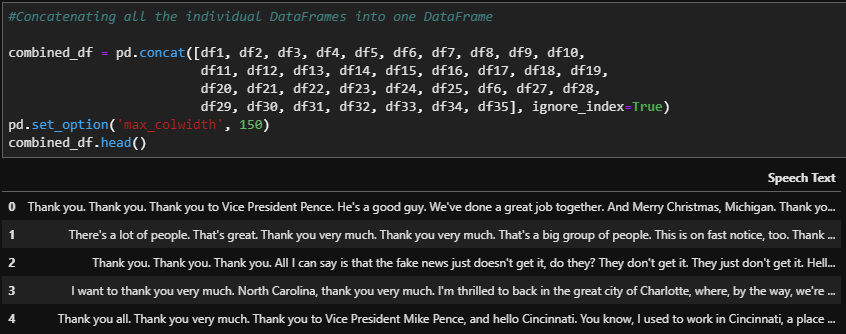 #Concatenating all the individual DataFrames into one DataFrame
combined_df = pd.concat([df1, df2, df3, df4, df5, df6, df7, df8, df9, df10,
df11, df12, df13, df14, df15, df16, df17, df18, df19,
df20, df21, df22, df23, df24, df25, df6, df27, df28,
df29, df30, df31, df32, df33, df34, df35], ignore_index=True)
pd.set_option('max_colwidth', 150)
combined_df.head()
Speech Text
0 Thank you. Thank you. Thank you to Vice President Pence. He's a good guy. We've done a great job together. And Merry Christmas, Michigan. Thank yo...
1 There's a lot of people. That's great. Thank you very much. Thank you very much. That's a big group of people. This is on fast notice, too. Thank ...
2 Thank you. Thank you. Thank you. All I can say is that the fake news just doesn't get it, do they? They don't get it. They just don't get it. Hell...
3 I want to thank you very much. North Carolina, thank you very much. I'm thrilled to back in the great city of Charlotte, where, by the way, we're ...
4 Thank you all. Thank you very much. Thank you to Vice President Mike Pence, and hello Cincinnati. You know, I used to work in Cincinnati, a place ...